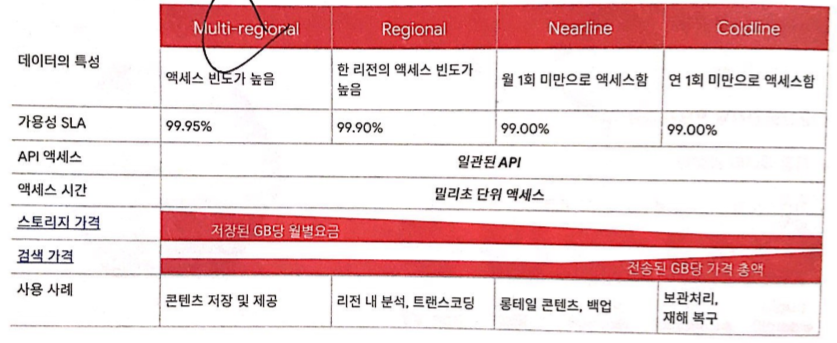 Multi-regional Regional Nearline Coldline
데이터의 특성 액세스 빈도가 높음 한 리전의 액세스 빈도가 높음 월 1회 미만으로 액세스함 연 1회 미만으로 액세스함
가용성 SLA 99.95% 99.90% 99.00% 99.00%
API 액세스 일관된 API
액세스 시간 밀리초 단위 액세스
스토리지 가격 저장된 GB당 월별요금
검색 가격 전송된 GB당 가격 총액
사용 사례 콘텐츠 저장 및 제공 리전 내 분석, 트랜스코딩 롱테일 콘텐츠, 백업 보관처리, 재해 복구